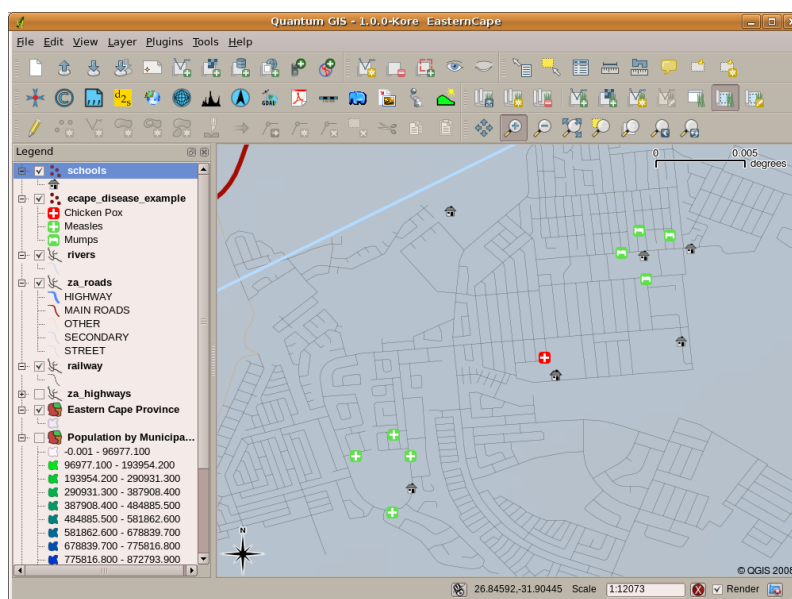 Quantum GIS - 1.0.0-Kore EasternCape
File Edit View Layer Plugins Tools Help
Legend
schools
ecape_disease_example
Chicken Pox
Measles
Mumps
rivers
za_roads
HIGHWAY
MAIN ROADS
OTHER
SECONDARY
STREET
railway
za_highways
Eastern Cape Province
Population by Municipa...
-0.001 - 96977.100
96977.100 - 193954.200
193954.200 - 290931.300
290931.300 - 387908.400
387908.400 - 484885.500
484885.500 - 581862.600
581862.600 - 678839.700
678839.700 - 775816.800
775816.800 - 872793.900
0 0.005
degrees
N
© QGIS 2008
26.84592,-31.90445 Scale 1:12073 Render